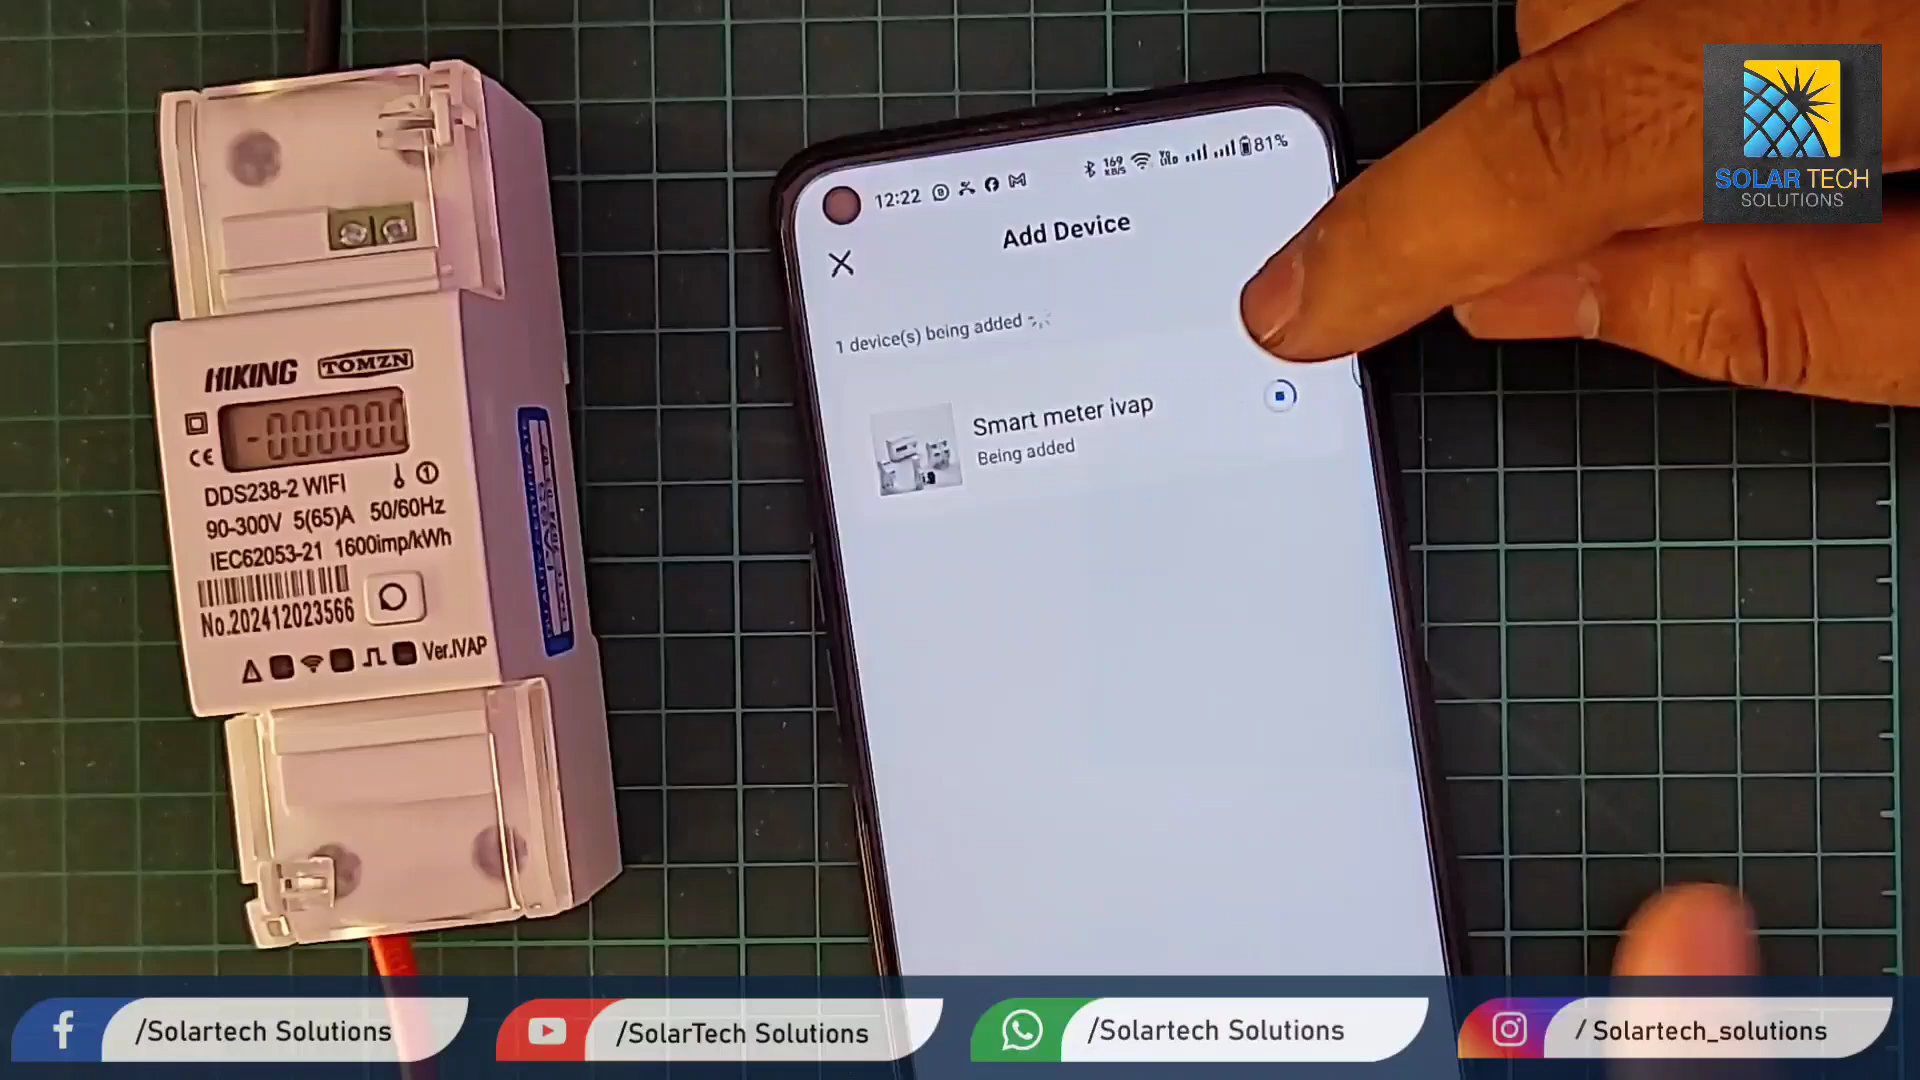 HIKING TOMZN
-000000
CE
DDS238-2 WIFI
90-300V 5(65)A 50/60Hz
IEC62053-21 1600imp/kWh
No.202412023566
Ver.IVAP
12:22
169
KB/S
81%
Add Device
1 device(s) being added
Smart meter ivap
Being added
SOLAR TECH
SOLUTIONS
/Solartech Solutions
/SolarTech Solutions
/Solartech Solutions
/ Solartech_solutions